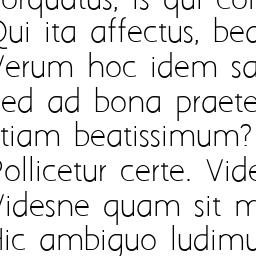 orquatus, is qui con
Qui ita affectus, bea
Verum hoc idem sa
ed ad bona praete
tiam beatissimum?
Pollicetur certe. Vide
Videsne quam sit m
Hic ambiguo ludimu